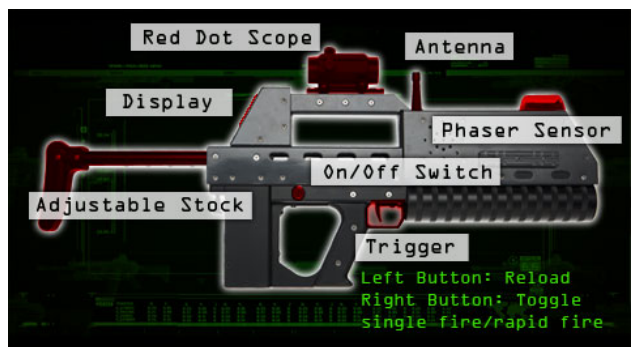 Red Dot Scope
Antenna
Display
Phaser Sensor
On/Off Switch
Adjustable Stock
Trigger
Left Button: Reload
Right Button: Toggle
single fire/rapid fire